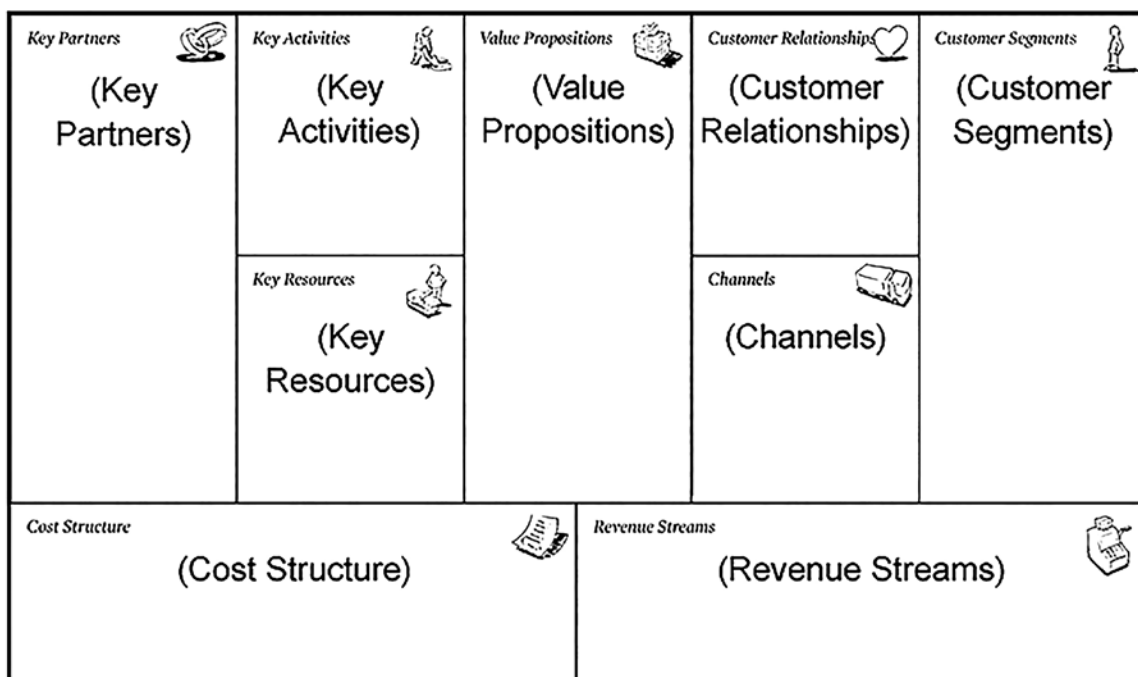 Key Partners
(Key
Partners)
Key Activities
(Key
Activities)
Key Resources
(Key
Resources)
Value Propositions
(Value
Propositions)
Customer Relationships
(Customer
Relationships)
Channels
(Channels)
Customer Segments
(Customer
Segments)
Cost Structure
(Cost Structure)
Revenue Streams
(Revenue Streams)